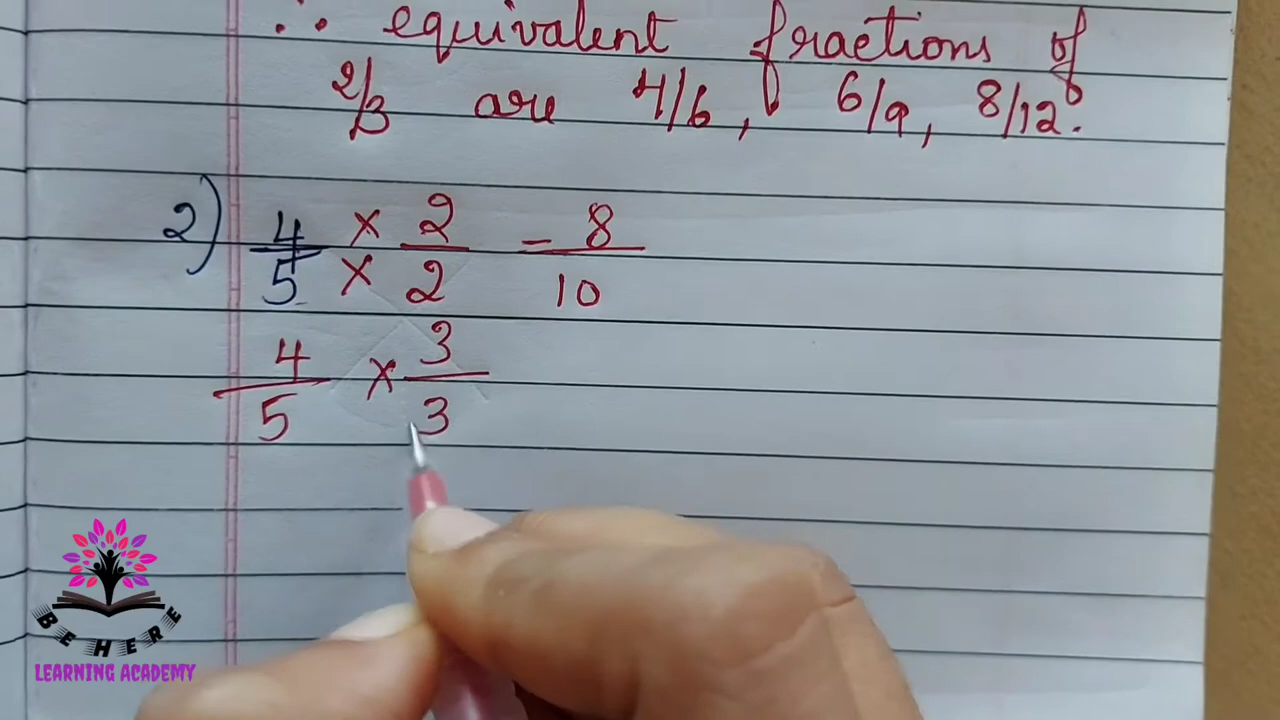 ∴ equivalent fractions of
2/3 are 4/6, 6/9, 8/12.
2) 4/5 × 2/2 = 8/10
4/5 × 3/3
BEHERE
LEARNING ACADEMY